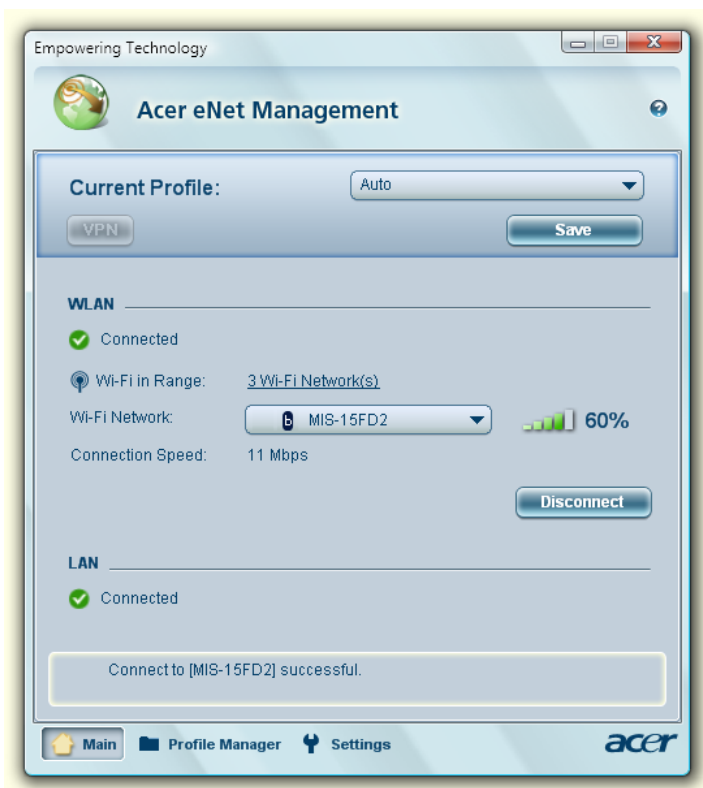 Empowering Technology
Acer eNet Management
Current Profile: Auto
VPN Save
WLAN
Connected
Wi-Fi in Range: 3 Wi-Fi Network(s)
Wi-Fi Network: b MIS-15FD2 60%
Connection Speed: 11 Mbps
Disconnect
LAN
Connected
Connect to [MIS-15FD2] successful.
Main Profile Manager Settings acer